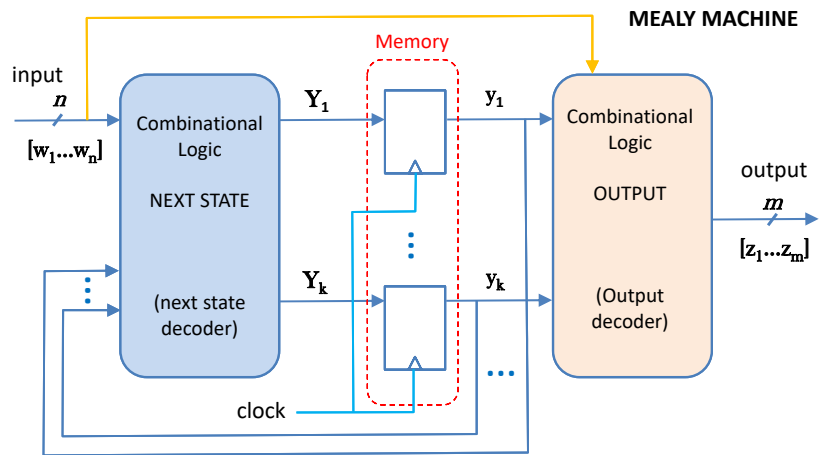 MEALY MACHINE
Memory
input
n
[w₁...wₙ]
Combinational
Logic
NEXT STATE
(next state
decoder)
Y₁
Yₖ
y₁
yₖ
clock
Combinational
Logic
OUTPUT
(Output
decoder)
output
m
[z₁...zₘ]